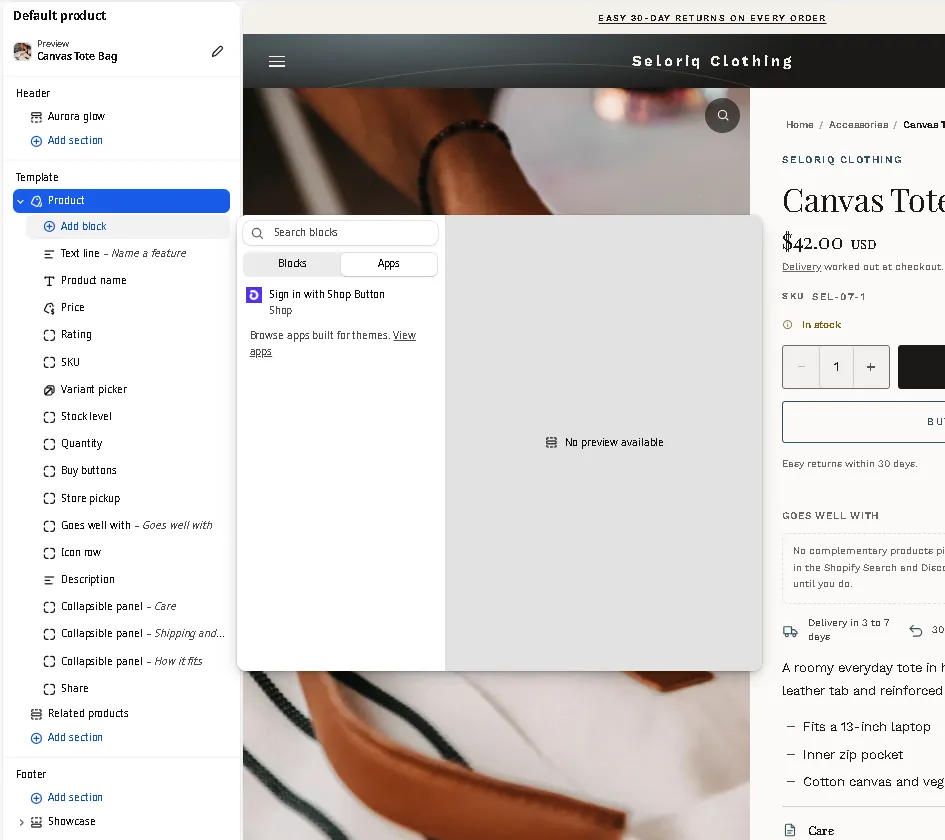 Default product
Preview
Canvas Tote Bag
Header
Aurora glow
Add section
Template
Product
Add block
Text line – Name a feature
Product name
Price
Rating
SKU
Variant picker
Stock level
Quantity
Buy buttons
Store pickup
Goes well with – Goes well with
Icon row
Description
Collapsible panel – Care
Collapsible panel – Shipping and...
Collapsible panel – How it fits
Share
Related products
Add section
Footer
Add section
Showcase
Search blocks
Blocks Apps
Sign in with Shop Button
Shop
Browse apps built for themes. View
apps
No preview available
EASY 30-DAY RETURNS ON EVERY ORDER
Seloriq Clothing
Home / Accessories / Canvas T
SELORIQ CLOTHING
Canvas Tote
$42.00 USD
Delivery worked out at checkout.
SKU SEL-07-1
In stock
− 1 +
BU
Easy returns within 30 days.
GOES WELL WITH
No complementary products pi
in the Shopify Search and Disco
until you do.
Delivery in 3 to 7
days
30
A roomy everyday tote in h
leather tab and reinforced
– Fits a 13-inch laptop
– Inner zip pocket
– Cotton canvas and veg
Care